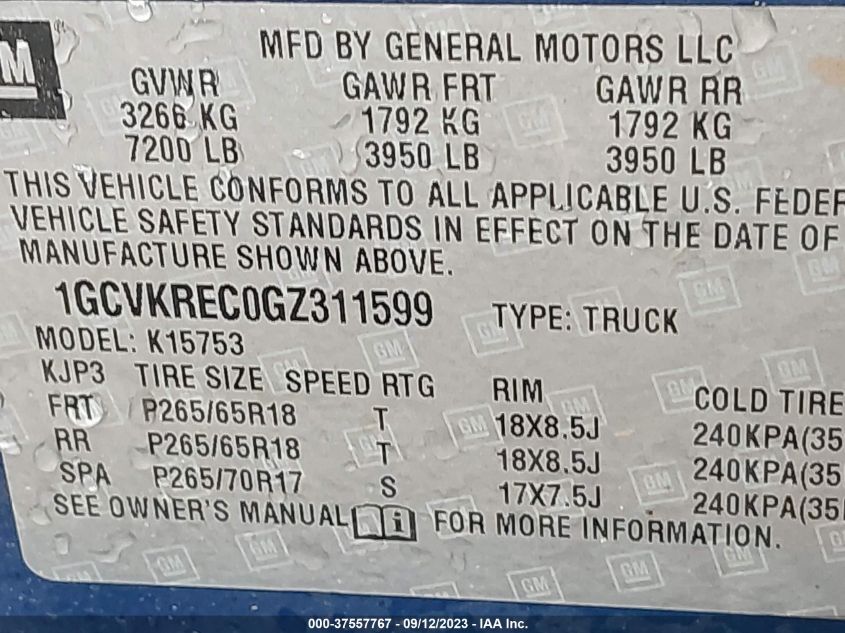 GM
MFD BY GENERAL MOTORS LLC
GVWR GAWR FRT GAWR RR
3266 KG 1792 KG 1792 KG
7200 LB 3950 LB 3950 LB
THIS VEHICLE CONFORMS TO ALL APPLICABLE U.S. FEDER
VEHICLE SAFETY STANDARDS IN EFFECT ON THE DATE OF
MANUFACTURE SHOWN ABOVE.
1GCVKREC0GZ311599 TYPE: TRUCK
MODEL: K15753
KJP3 TIRE SIZE SPEED RTG RIM COLD TIRE
FRT P265/65R18 T 18X8.5J 240KPA(35
RR P265/65R18 T 18X8.5J 240KPA(35
SPA P265/70R17 S 17X7.5J 240KPA(35
SEE OWNER'S MANUAL i FOR MORE INFORMATION.
000-37557767 - 09/12/2023 - IAA Inc.